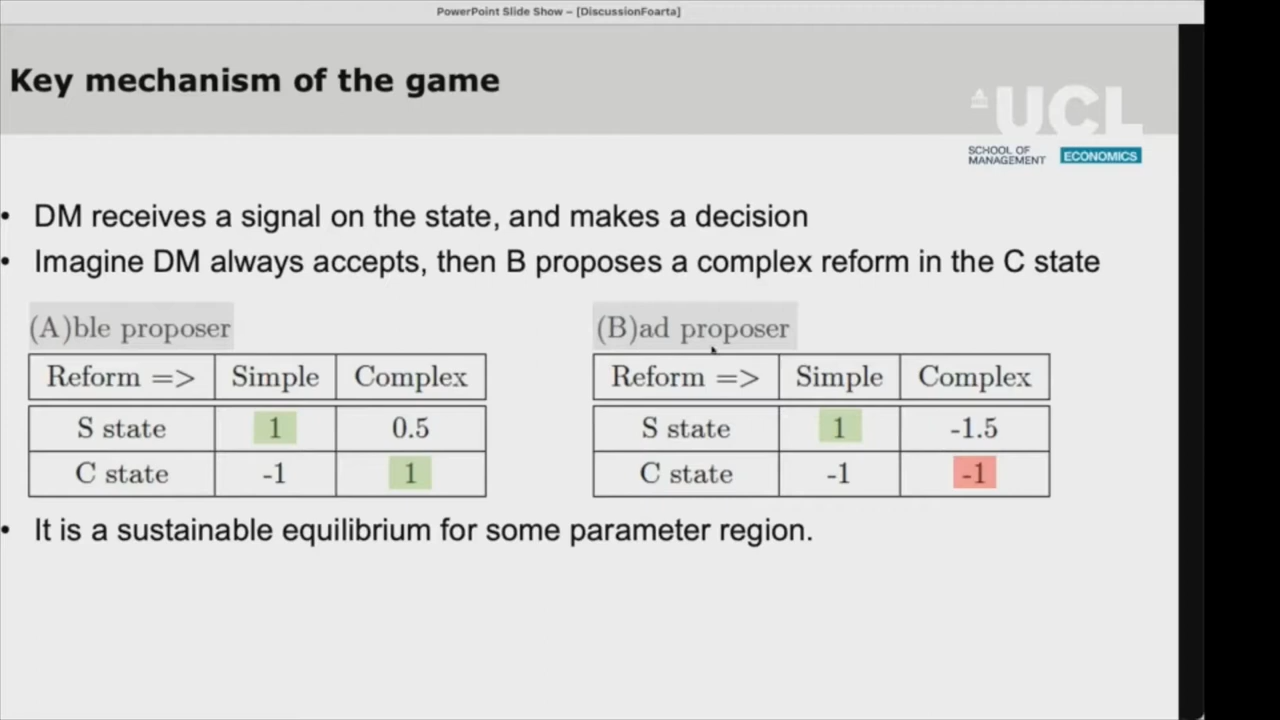 PowerPoint Slide Show – [DiscussionFoarta]
Key mechanism of the game
UCL
SCHOOL OF
MANAGEMENT
ECONOMICS
• DM receives a signal on the state, and makes a decision
• Imagine DM always accepts, then B proposes a complex reform in the C state
(A)ble proposer
Reform => Simple Complex
S state 1 0.5
C state -1 1
(B)ad proposer
Reform => Simple Complex
S state 1 -1.5
C state -1 -1
• It is a sustainable equilibrium for some parameter region.